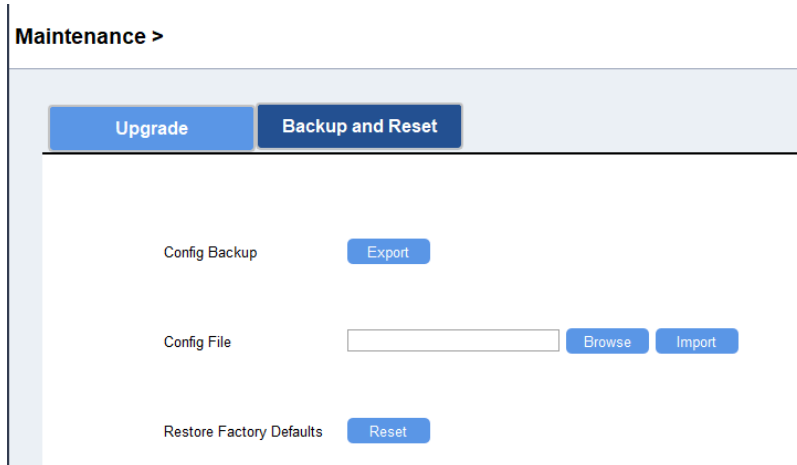 Maintenance >
Upgrade Backup and Reset
Config Backup Export
Config File Browse Import
Restore Factory Defaults Reset